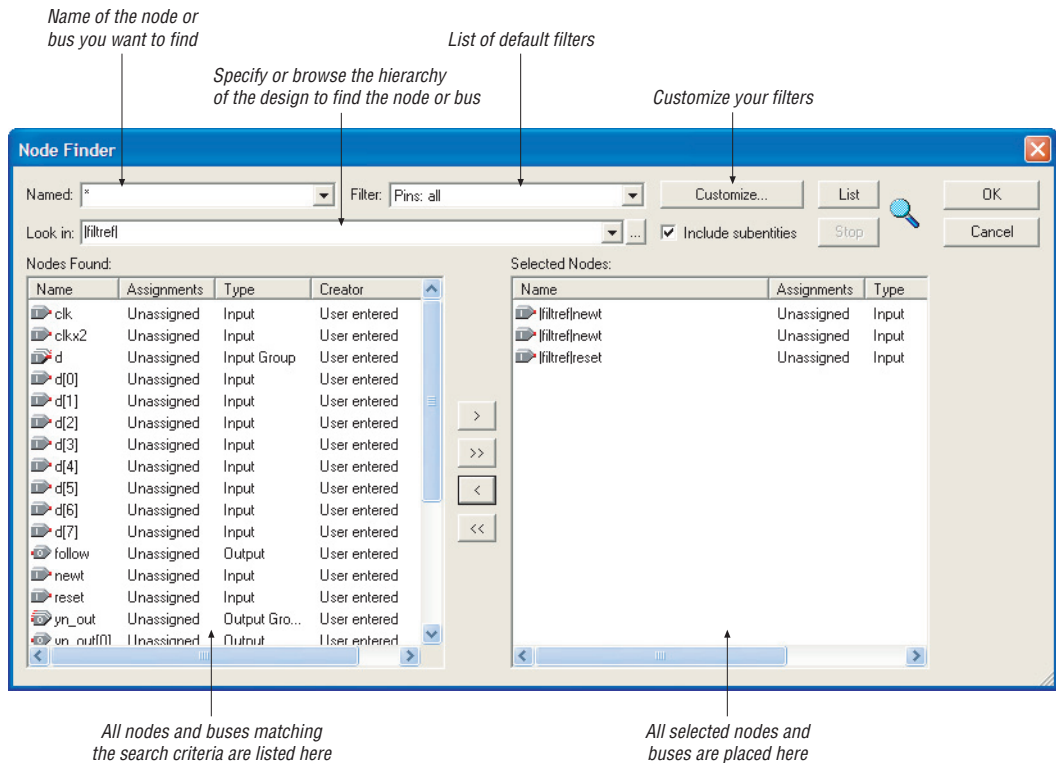 Name of the node or
bus you want to find
List of default filters
Specify or browse the hierarchy
of the design to find the node or bus
Customize your filters
Node Finder
Named: * Filter: Pins: all Customize... List OK
Look in: |filtref| ... Include subentities Stop Cancel
Nodes Found: Selected Nodes:
Name Assignments Type Creator
clk Unassigned Input User entered
clkx2 Unassigned Input User entered
d Unassigned Input Group User entered
d[0] Unassigned Input User entered
d[1] Unassigned Input User entered
d[2] Unassigned Input User entered
d[3] Unassigned Input User entered
d[4] Unassigned Input User entered
d[5] Unassigned Input User entered
d[6] Unassigned Input User entered
d[7] Unassigned Input User entered
follow Unassigned Output User entered
newt Unassigned Input User entered
reset Unassigned Input User entered
yn_out Unassigned Output Gro... User entered
yn_out[0] Unassigned Output User entered
>
>>
<
<<
Name Assignments Type
|filtref|newt Unassigned Input
|filtref|newt Unassigned Input
|filtref|reset Unassigned Input
All nodes and buses matching
the search criteria are listed here
All selected nodes and
buses are placed here